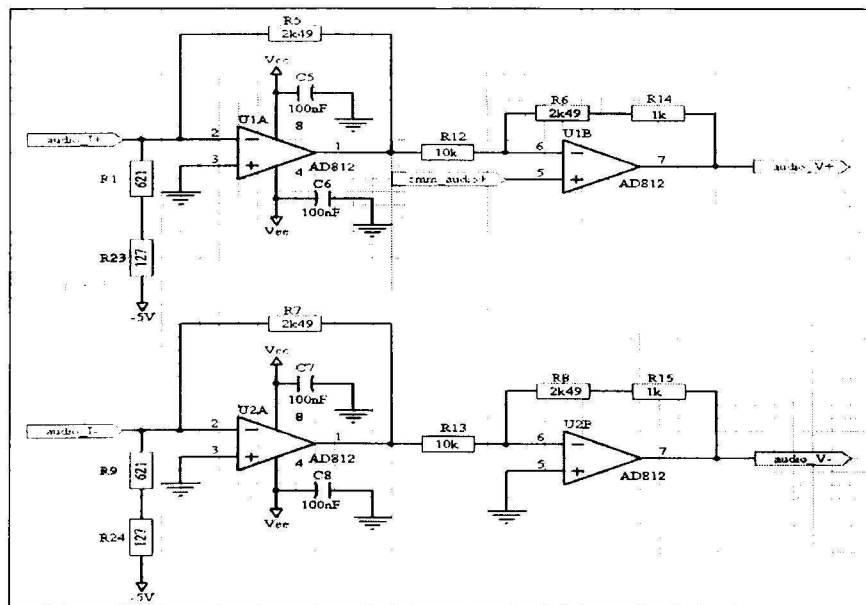 R5
2k49
Vcc
C5
100nF
U1A
8
audio_I+
2
1
3
AD812
4
R1
621
C6
100nF
Vee
R23
127
-5V
R12
10k
R6
2k49
R14
1k
U1B
6
7
5
AD812
audio_V+
R7
2k49
Vcc
C7
100nF
U2A
8
2
1
3
AD812
4
R9
621
C8
100nF
Vee
R24
127
-5V
R13
10k
R8
2k49
R15
1k
6
7
5
AD812
audio_V-